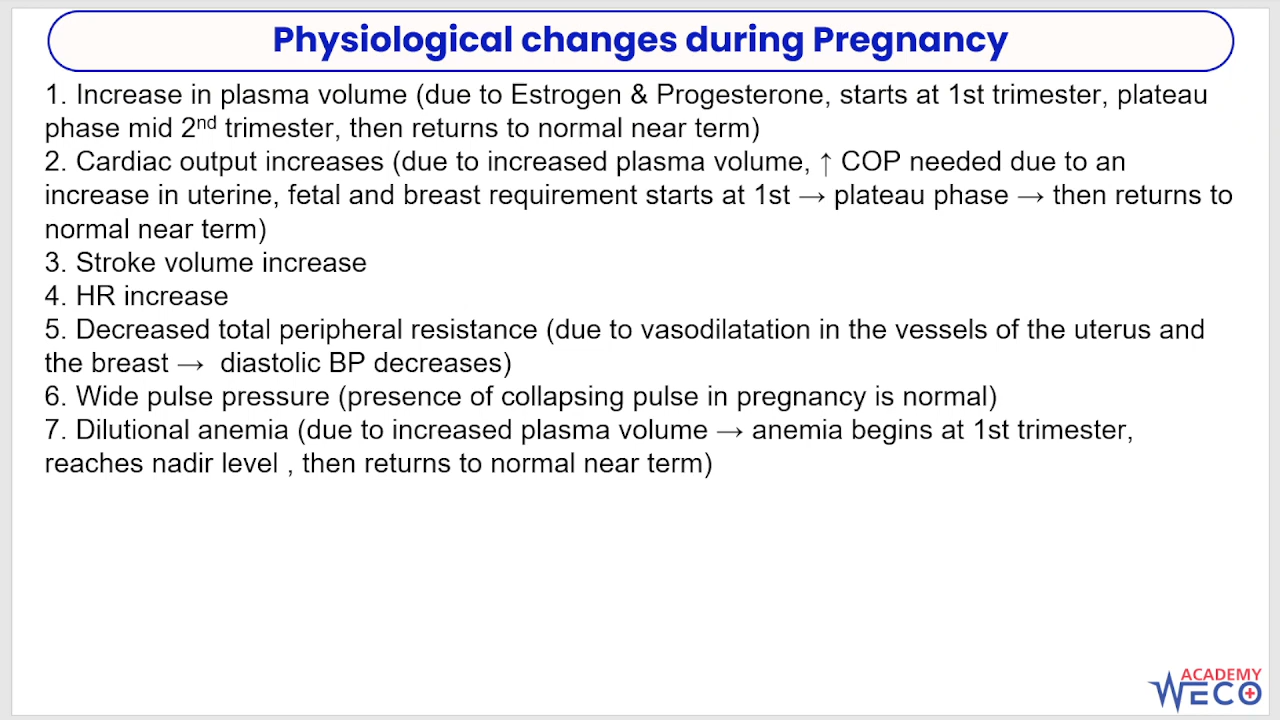 Physiological changes during Pregnancy
1. Increase in plasma volume (due to Estrogen & Progesterone, starts at 1st trimester, plateau
phase mid 2nd trimester, then returns to normal near term)
2. Cardiac output increases (due to increased plasma volume, ↑ COP needed due to an
increase in uterine, fetal and breast requirement starts at 1st → plateau phase → then returns to
normal near term)
3. Stroke volume increase
4. HR increase
5. Decreased total peripheral resistance (due to vasodilatation in the vessels of the uterus and
the breast → diastolic BP decreases)
6. Wide pulse pressure (presence of collapsing pulse in pregnancy is normal)
7. Dilutional anemia (due to increased plasma volume → anemia begins at 1st trimester,
reaches nadir level , then returns to normal near term)
ACADEMY
WECO